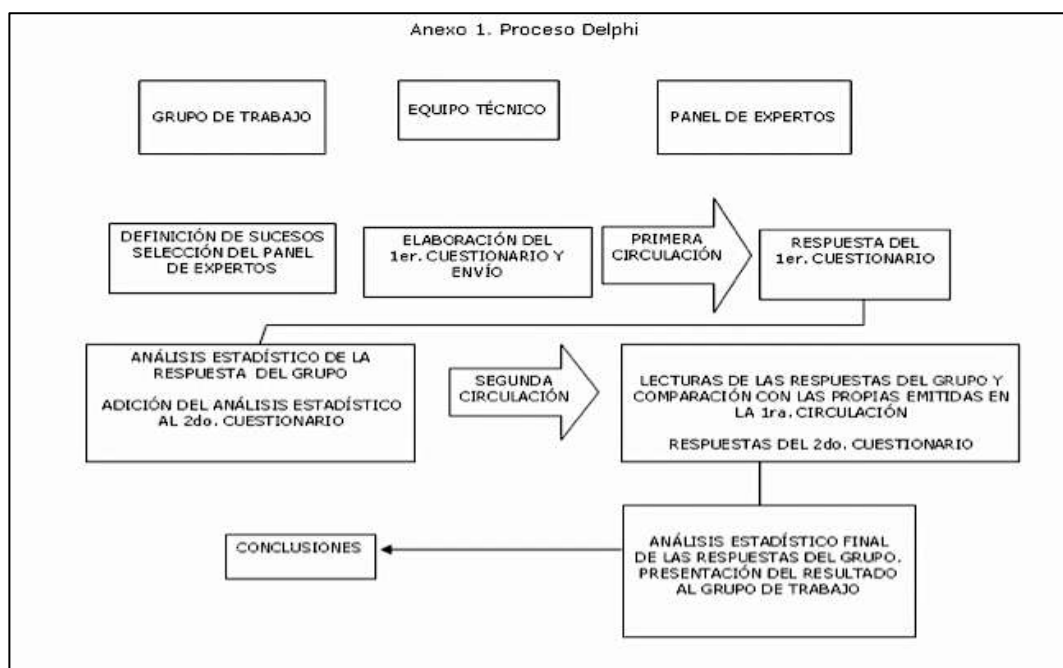 Anexo 1. Proceso Delphi
GRUPO DE TRABAJO
EQUIPO TÉCNICO
PANEL DE EXPERTOS
DEFINICIÓN DE SUCESOS
SELECCIÓN DEL PANEL
DE EXPERTOS
ELABORACIÓN DEL
1er. CUESTIONARIO Y
ENVÍO
PRIMERA
CIRCULACIÓN
RESPUESTA DEL
1er. CUESTIONARIO
ANÁLISIS ESTADÍSTICO DE LA
RESPUESTA DEL GRUPO
ADICIÓN DEL ANÁLISIS ESTADÍSTICO
AL 2do. CUESTIONARIO
SEGUNDA
CIRCULACIÓN
LECTURAS DE LAS RESPUESTAS DEL GRUPO Y
COMPARACIÓN CON LAS PROPIAS EMITIDAS EN
LA 1ra. CIRCULACIÓN
RESPUESTAS DEL 2do. CUESTIONARIO
CONCLUSIONES
ANÁLISIS ESTADÍSTICO FINAL
DE LAS RESPUESTAS DEL GRUPO.
PRESENTACIÓN DEL RESULTADO
AL GRUPO DE TRABAJO